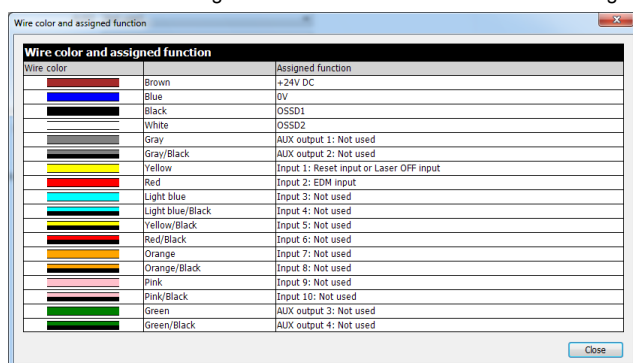 Wire color and assigned function
Wire color and assigned function
Wire color Assigned function
Brown +24V DC
Blue 0V
Black OSSD1
White OSSD2
Gray AUX output 1: Not used
Gray/Black AUX output 2: Not used
Yellow Input 1: Reset input or Laser OFF input
Red Input 2: EDM input
Light blue Input 3: Not used
Light blue/Black Input 4: Not used
Yellow/Black Input 5: Not used
Red/Black Input 6: Not used
Orange Input 7: Not used
Orange/Black Input 8: Not used
Pink Input 9: Not used
Pink/Black Input 10: Not used
Green AUX output 3: Not used
Green/Black AUX output 4: Not used
Close